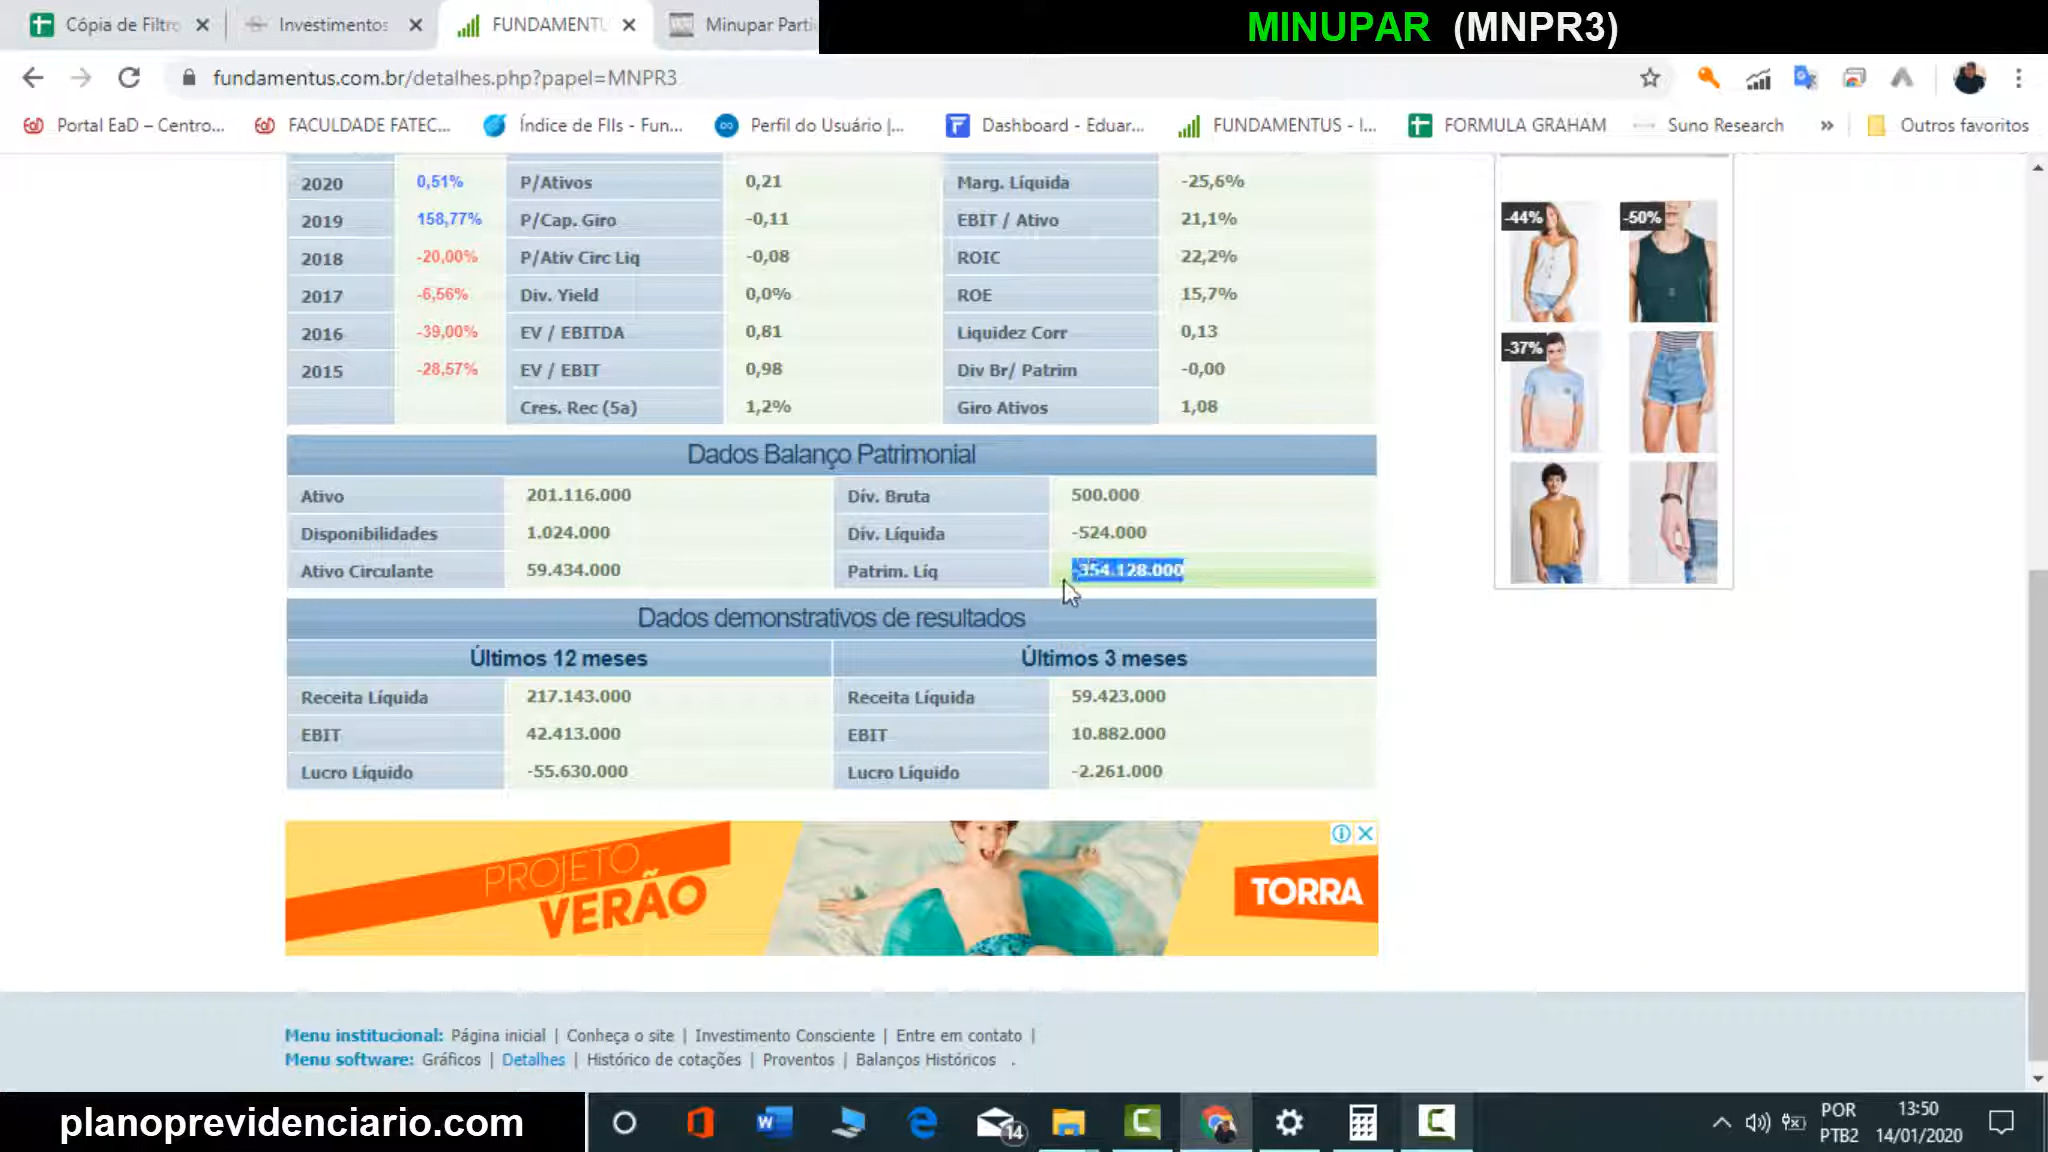 MINUPAR (MNPR3)
Cópia de Filtro
Investimentos
FUNDAMENTU
Minupar Parti
fundamentus.com.br/detalhes.php?papel=MNPR3
Portal EaD – Centro...
FACULDADE FATEC...
Índice de FIIs - Fun...
Perfil do Usuário |...
Dashboard - Eduar...
FUNDAMENTUS - I...
FORMULA GRAHAM
Suno Research
»
Outros favoritos
2020 0,51% P/Ativos 0,21 Marg. Líquida -25,6%
2019 158,77% P/Cap. Giro -0,11 EBIT / Ativo 21,1%
2018 -20,00% P/Ativ Circ Liq -0,08 ROIC 22,2%
2017 -6,56% Div. Yield 0,0% ROE 15,7%
2016 -39,00% EV / EBITDA 0,81 Liquidez Corr 0,13
2015 -28,57% EV / EBIT 0,98 Div Br/ Patrim -0,00
Cres. Rec (5a) 1,2% Giro Ativos 1,08
-44% -50%
-37%
Dados Balanço Patrimonial
Ativo 201.116.000 Dív. Bruta 500.000
Disponibilidades 1.024.000 Dív. Líquida -524.000
Ativo Circulante 59.434.000 Patrim. Líq -354.128.000
Dados demonstrativos de resultados
Últimos 12 meses Últimos 3 meses
Receita Líquida 217.143.000 Receita Líquida 59.423.000
EBIT 42.413.000 EBIT 10.882.000
Lucro Líquido -55.630.000 Lucro Líquido -2.261.000
PROJETO
VERÃO
TORRA
Menu institucional: Página inicial | Conheça o site | Investimento Consciente | Entre em contato |
Menu software: Gráficos | Detalhes | Histórico de cotações | Proventos | Balanços Históricos .
planoprevidenciario.com
14
POR
PTB2
13:50
14/01/2020